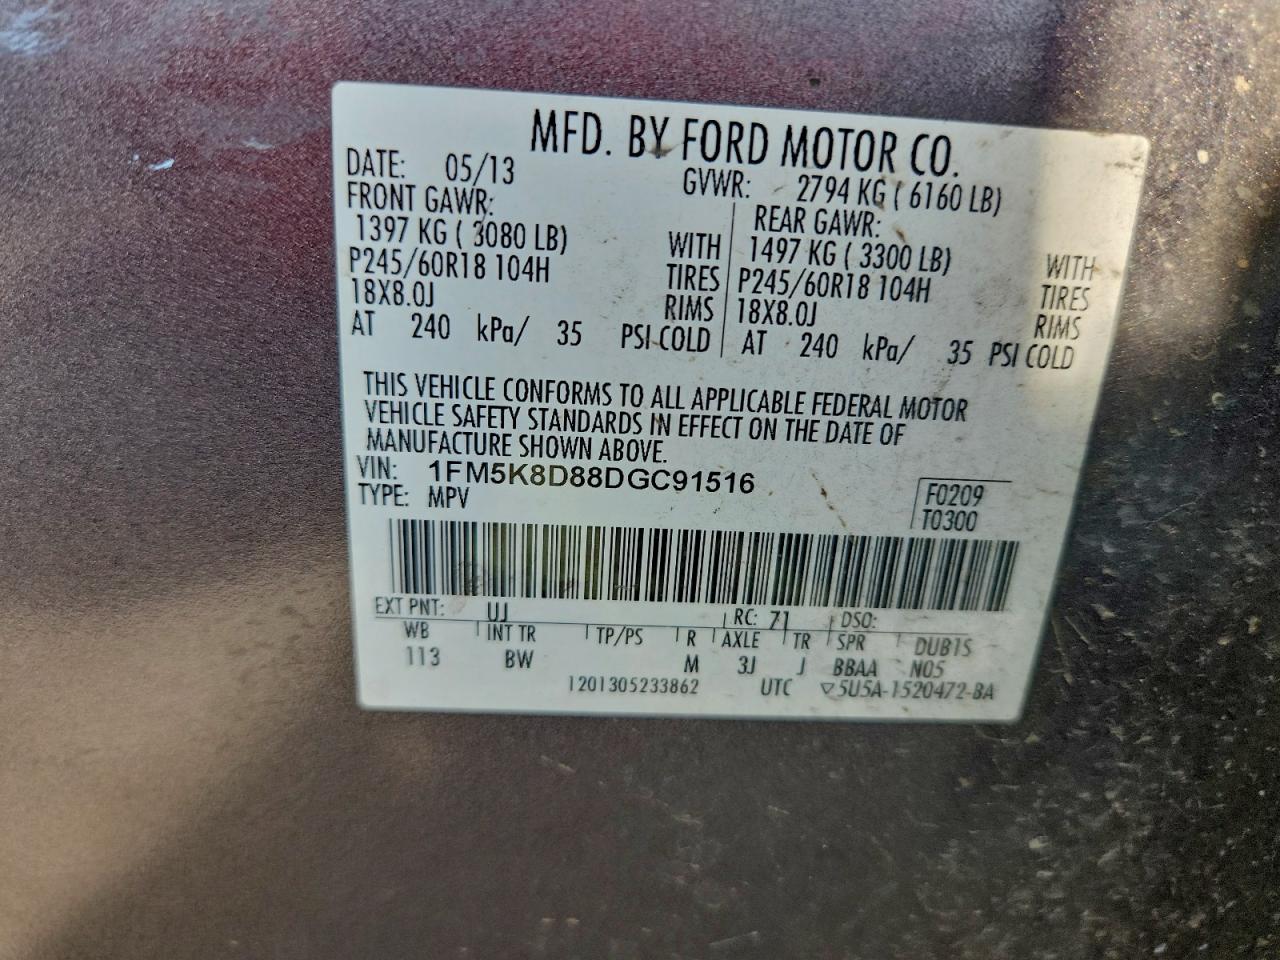 MFD. BY FORD MOTOR CO.
DATE: 05/13 GVWR: 2794 KG ( 6160 LB)
FRONT GAWR: REAR GAWR:
1397 KG ( 3080 LB) WITH 1497 KG ( 3300 LB) WITH
P245/60R18 104H TIRES P245/60R18 104H TIRES
18X8.0J RIMS 18X8.0J RIMS
AT 240 kPa/ 35 PSI COLD AT 240 kPa/ 35 PSI COLD
THIS VEHICLE CONFORMS TO ALL APPLICABLE FEDERAL MOTOR
VEHICLE SAFETY STANDARDS IN EFFECT ON THE DATE OF
MANUFACTURE SHOWN ABOVE.
VIN: 1FM5K8D88DGC91516
TYPE: MPV
F0209
T0300
EXT PNT: UJ RC: 71 DSO:
WB INT TR TP/PS R AXLE TR SPR DUB1S
113 BW M 3J J BBAA N05
1201305233862 UTC ▽5U5A-1520472-BA